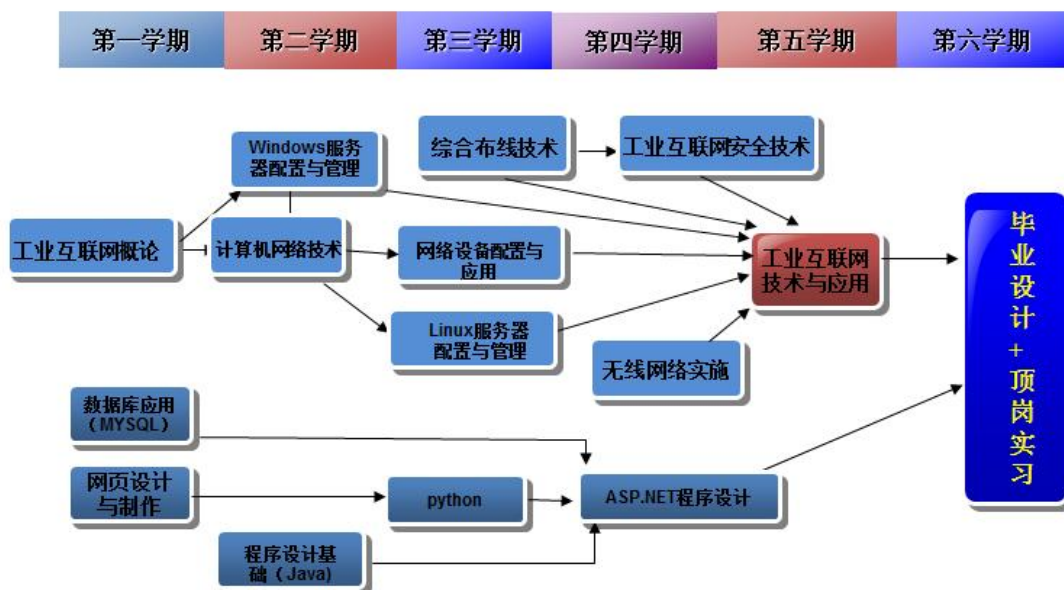 第一学期
第二学期
第三学期
第四学期
第五学期
第六学期
Windows服务
器配置与管理
综合布线技术
工业互联网安全技术
工业互联网概论
计算机网络技术
网络设备配置与
应用
工业互联网
技术与应用
Linux服务器
配置与管理
无线网络实施
毕业设计+顶岗实习
数据库应用
（MYSQL）
网页设计
与制作
python
ASP.NET程序设计
程序设计基
础（Java)